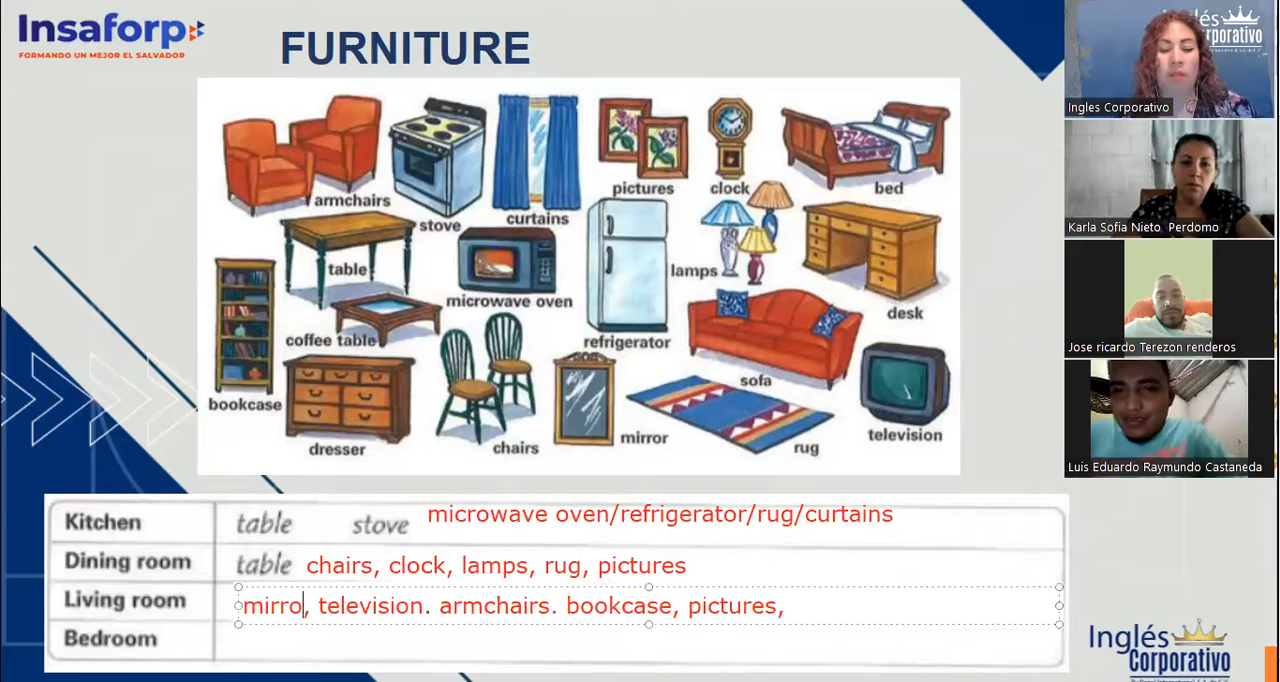 Insaforp
FORMANDO UN MEJOR EL SALVADOR
FURNITURE
armchairs
stove
curtains
pictures
clock
bed
table
microwave oven
refrigerator
lamps
desk
coffee table
bookcase
dresser
chairs
mirror
sofa
rug
television
Kitchen table stove microwave oven/refrigerator/rug/curtains
Dining room table chairs, clock, lamps, rug, pictures
Living room mirro, television. armchairs. bookcase, pictures,
Bedroom
Inglés
Corporativo
Ingles Corporativo
Karla Sofia Nieto Perdomo
Jose ricardo Terezon renderos
Luis Eduardo Raymundo Castaneda
Inglés
Corporativo